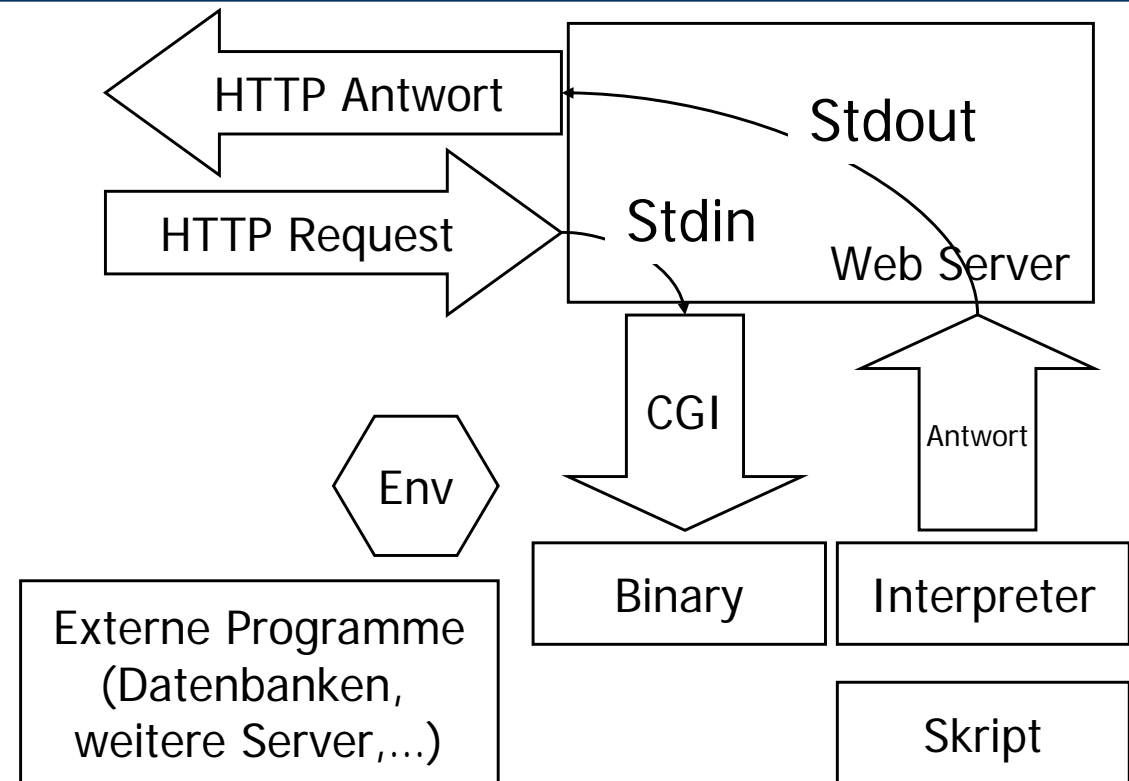 HTTP Antwort
Stdout
HTTP Request
Stdin
Web Server
CGI
Antwort
Env
Binary
Interpreter
Externe Programme
(Datenbanken,
weitere Server,...)
Skript